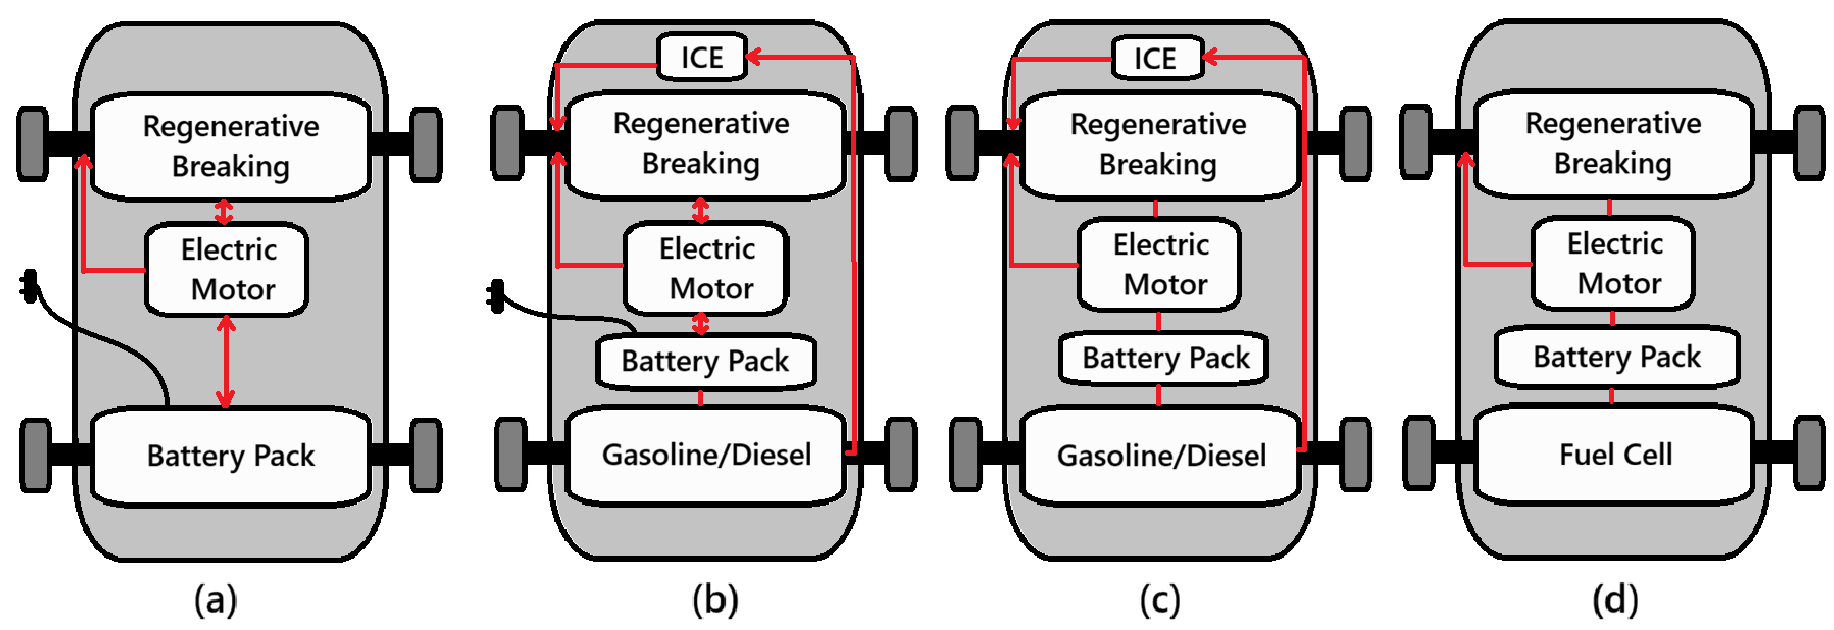 Regenerative
Breaking
Electric
Motor
Battery Pack
(a)
ICE
Regenerative
Breaking
Electric
Motor
Battery Pack
Gasoline/Diesel
(b)
ICE
Regenerative
Breaking
Electric
Motor
Battery Pack
Gasoline/Diesel
(c)
Regenerative
Breaking
Electric
Motor
Battery Pack
Fuel Cell
(d)